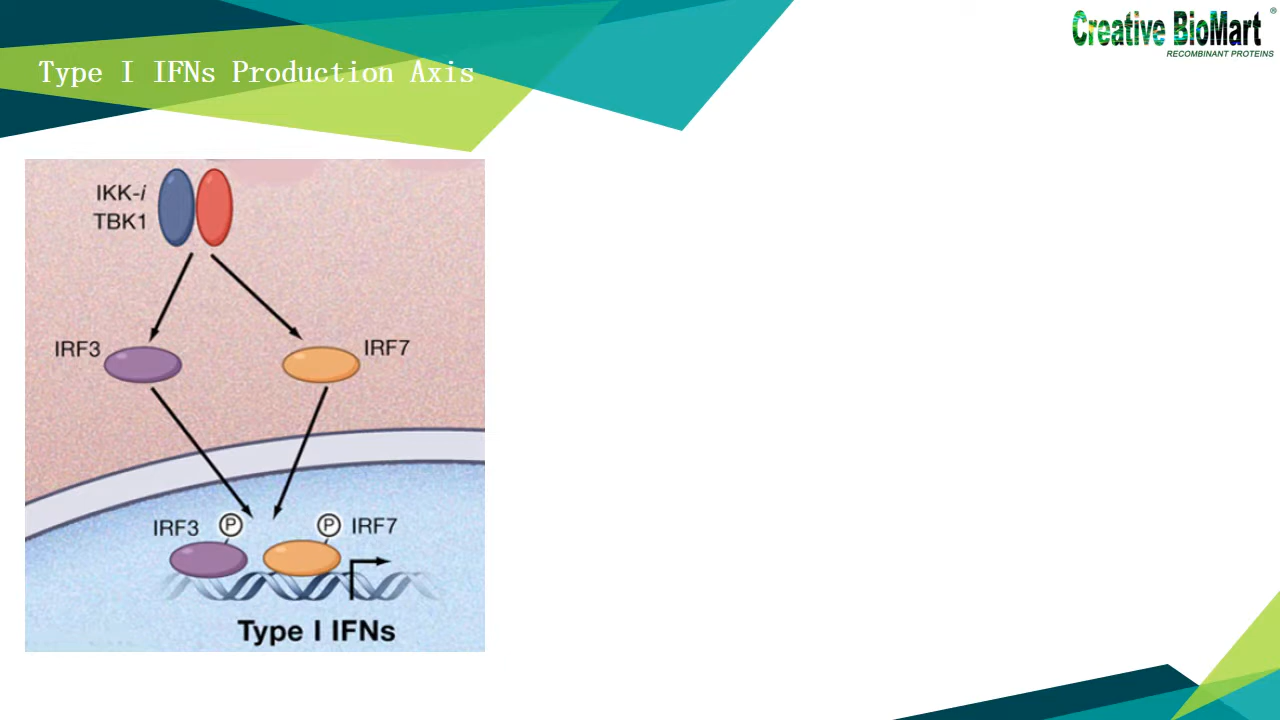 Type I IFNs Production Axis
Creative BioMart®
RECOMBINANT PROTEINS
IKK-i
TBK1
IRF3
IRF7
IRF3 P
P IRF7
Type I IFNs